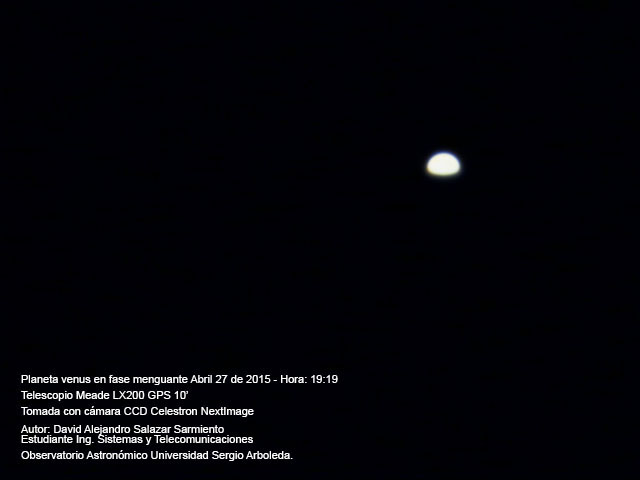 Planeta venus en fase menguante Abril 27 de 2015 - Hora: 19:19
Telescopio Meade LX200 GPS 10'
Tomada con cámara CCD Celestron NextImage
Autor: David Alejandro Salazar Sarmiento
Estudiante Ing. Sistemas y Telecomunicaciones
Observatorio Astronómico Universidad Sergio Arboleda.